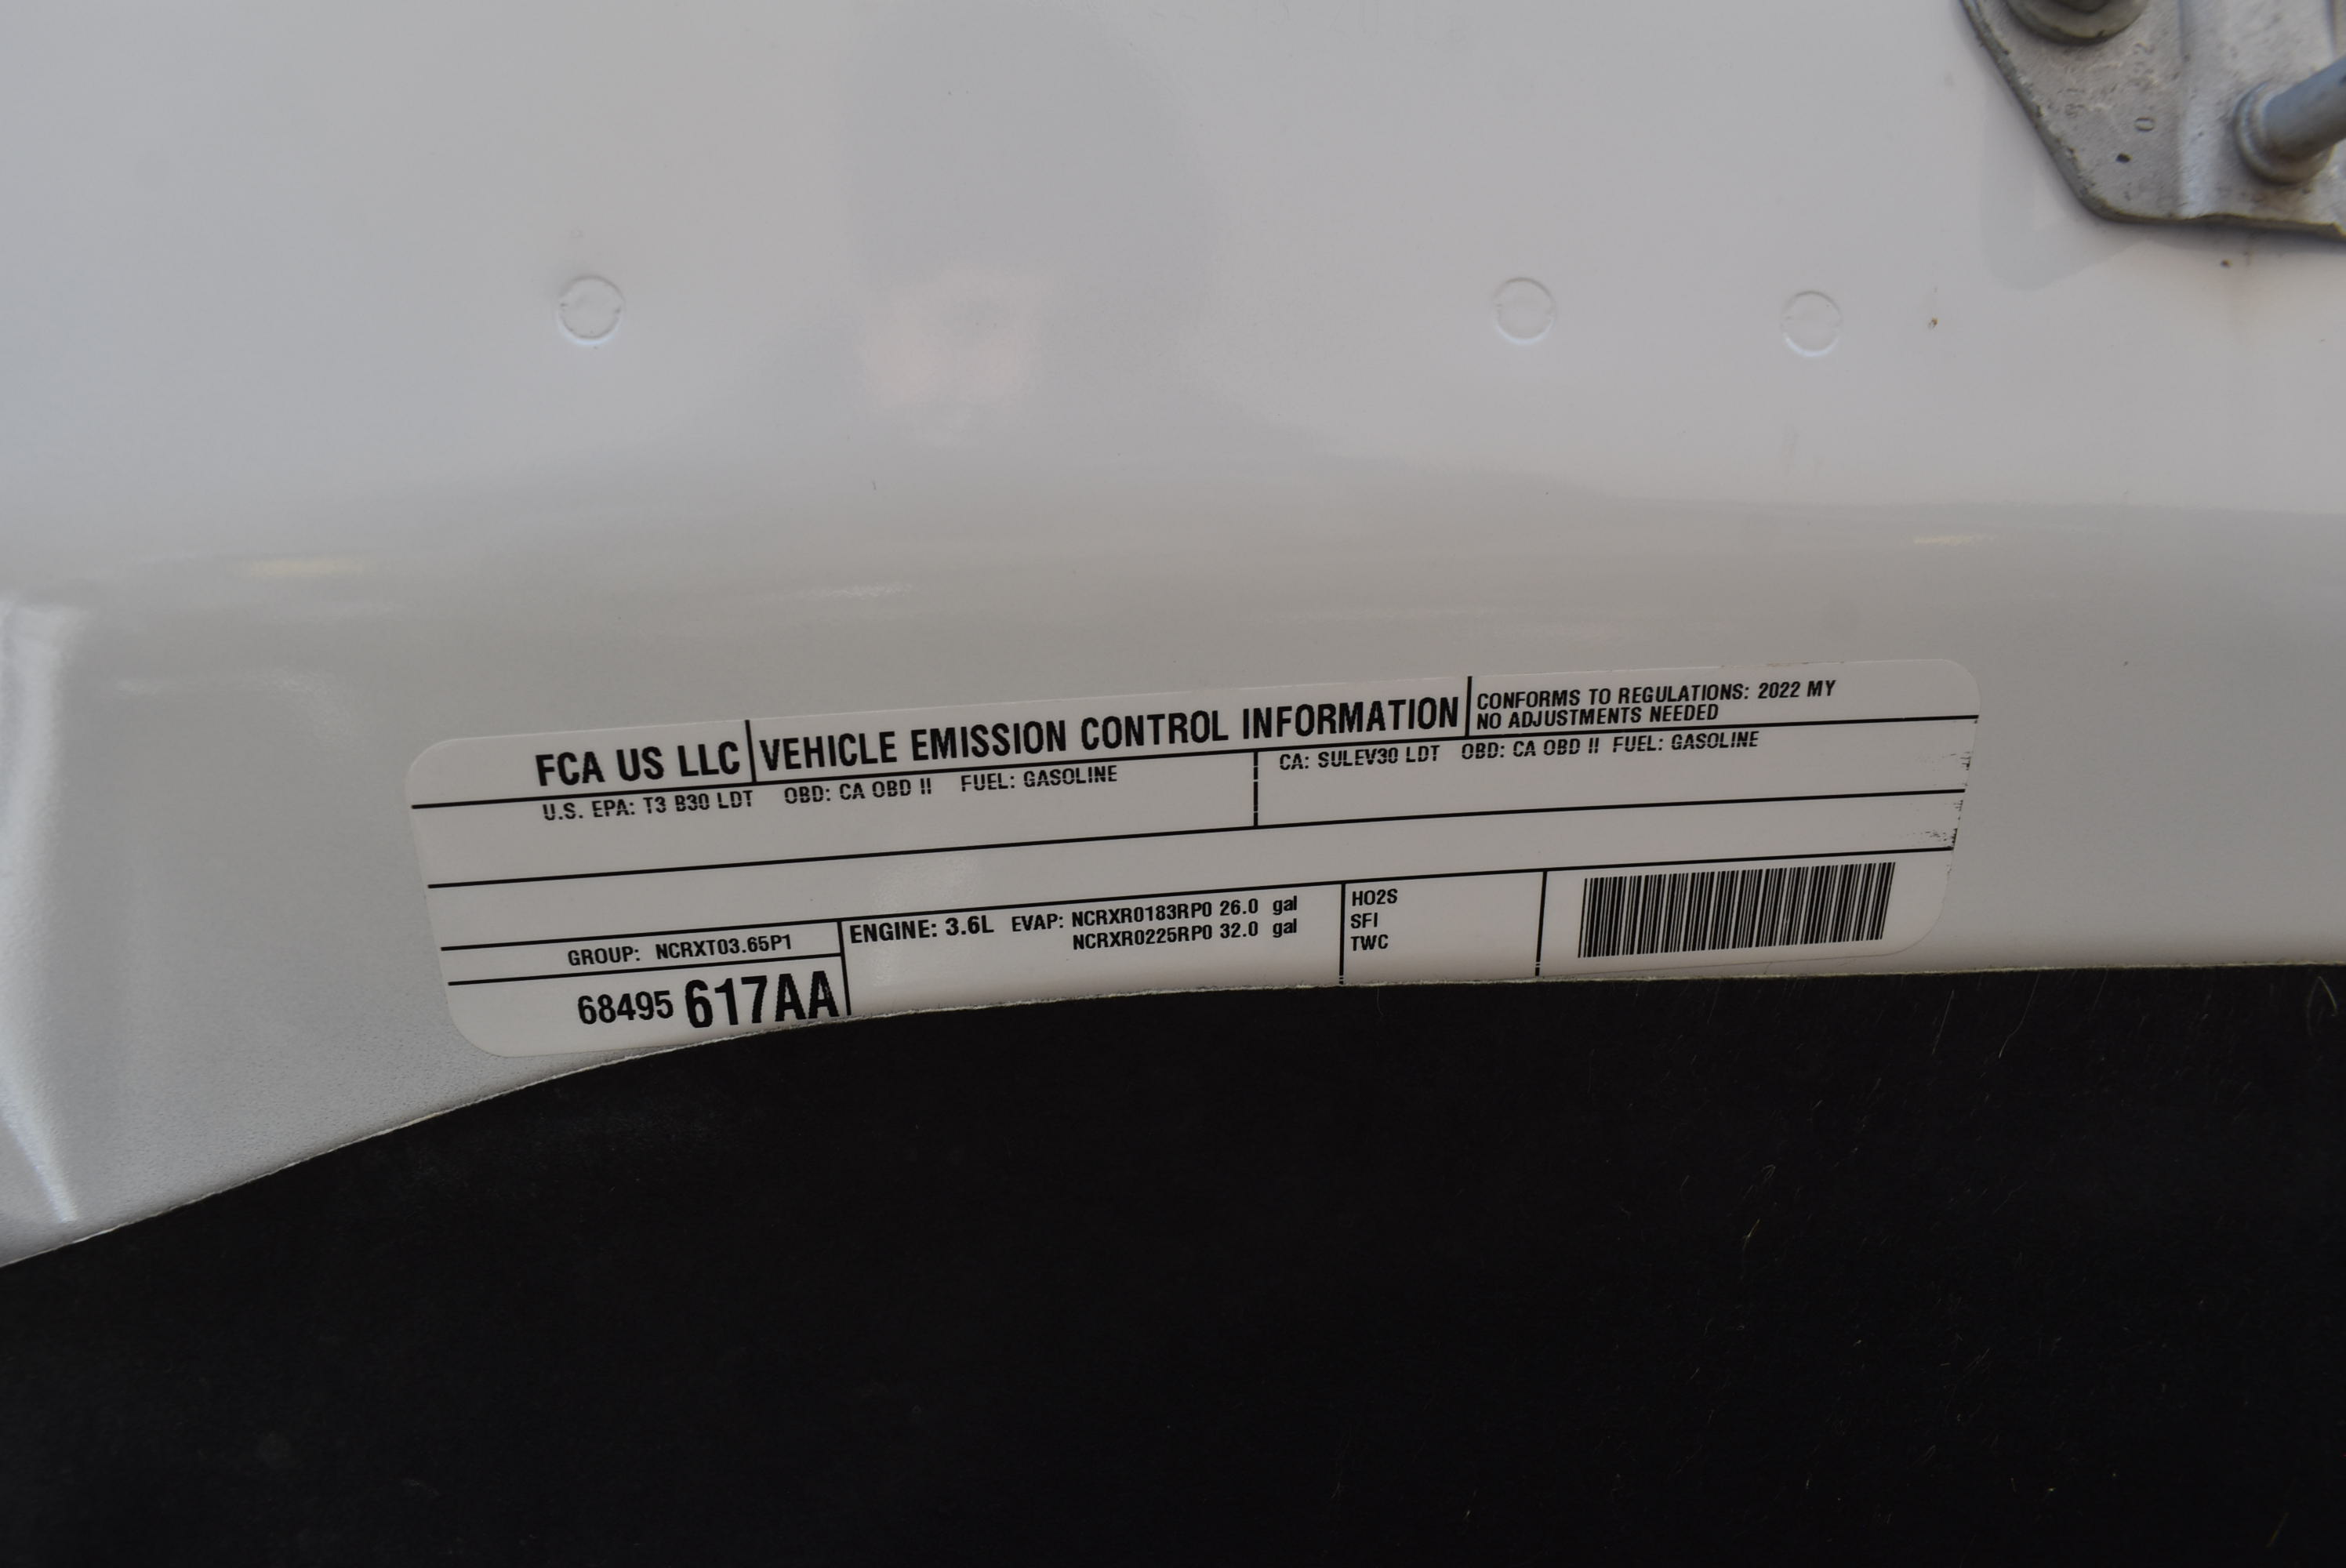 FCA US LLC VEHICLE EMISSION CONTROL INFORMATION
CONFORMS TO REGULATIONS: 2022 MY
NO ADJUSTMENTS NEEDED
U.S. EPA: T3 B30 LDT OBD: CA OBD II FUEL: GASOLINE
CA: SULEV30 LDT OBD: CA OBD II FUEL: GASOLINE
GROUP: NCRXT03.65P1
68495 617AA
ENGINE: 3.6L EVAP: NCRXR0183RP0 26.0 gal
NCRXR0225RP0 32.0 gal
HO2S
SFI
TWC